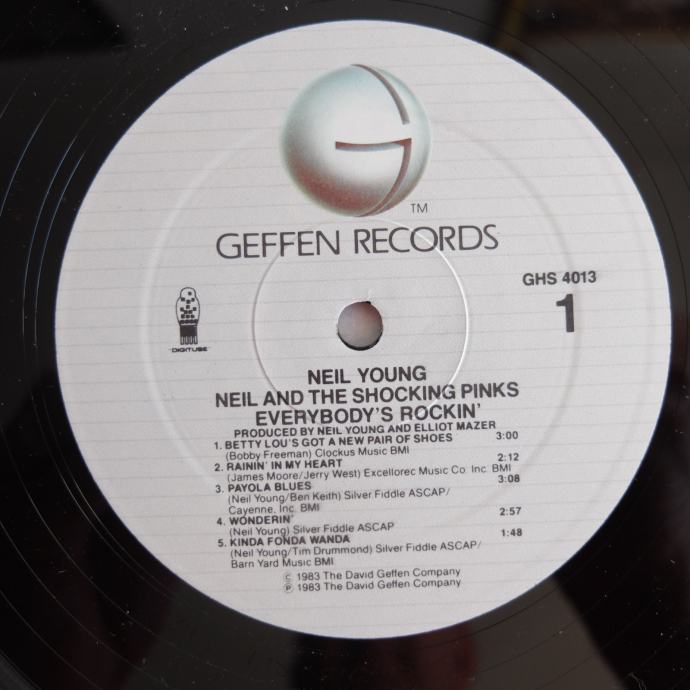 TM
GEFFEN RECORDS
GHS 4013
1
"DIGITUBE"
NEIL YOUNG
NEIL AND THE SHOCKING PINKS
EVERYBODY'S ROCKIN'
PRODUCED BY NEIL YOUNG AND ELLIOT MAZER
1. BETTY LOU'S GOT A NEW PAIR OF SHOES 3:00
(Bobby Freeman) Clockus Music BMI
2. RAININ' IN MY HEART 2:12
(James Moore/Jerry West) Excellorec Music Co. Inc. BMI
3. PAYOLA BLUES 3:08
(Neil Young/Ben Keith) Silver Fiddle ASCAP/
Cayenne, Inc. BMI
4. WONDERIN' 2:57
(Neil Young) Silver Fiddle ASCAP
5. KINDA FONDA WANDA 1:48
(Neil Young/Tim Drummond) Silver Fiddle ASCAP/
Barn Yard Music BMI
© 1983 The David Geffen Company
℗ 1983 The David Geffen Company